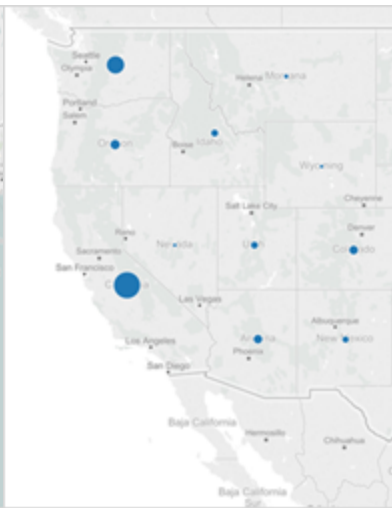 Seattle
Olympia
Helena
Montana
Portland
Salem
Oregon
Boise
Idaho
Wyoming
Cheyenne
Salt Lake City
Reno
Nevada
Denver
Colorado
Sacramento
San Francisco
Las Vegas
Albuquerque
Los Angeles
Arizona
New Mexico
Phoenix
San Diego
Baja California
Hermosillo
Chihuahua
Baja California
Sur